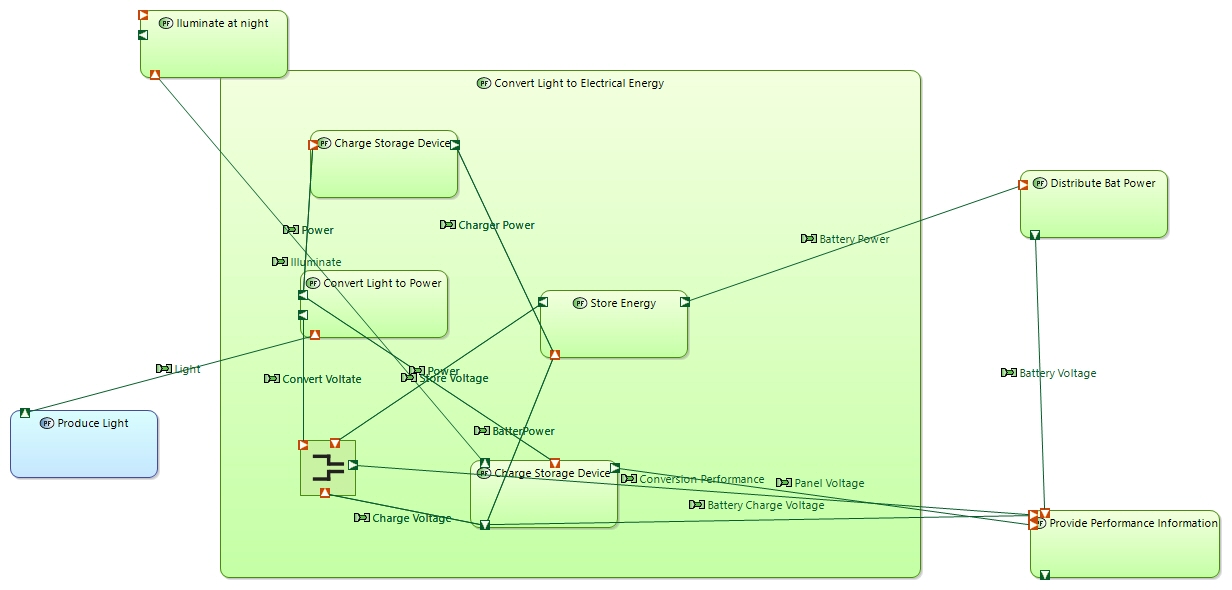 PF Iluminate at night
PF Convert Light to Electrical Energy
PF Charge Storage Device
PF Distribute Bat Power
Charger Power
Power
Battery Power
Illuminate
PF Convert Light to Power
PF Store Energy
Light
Power
Battery Voltage
Convert Voltate
Store Voltage
PF Produce Light
BatterPower
PF Charge Storage Device
Conversion Performance
Panel Voltage
Battery Charge Voltage
Charge Voltage
PF Provide Performance Information